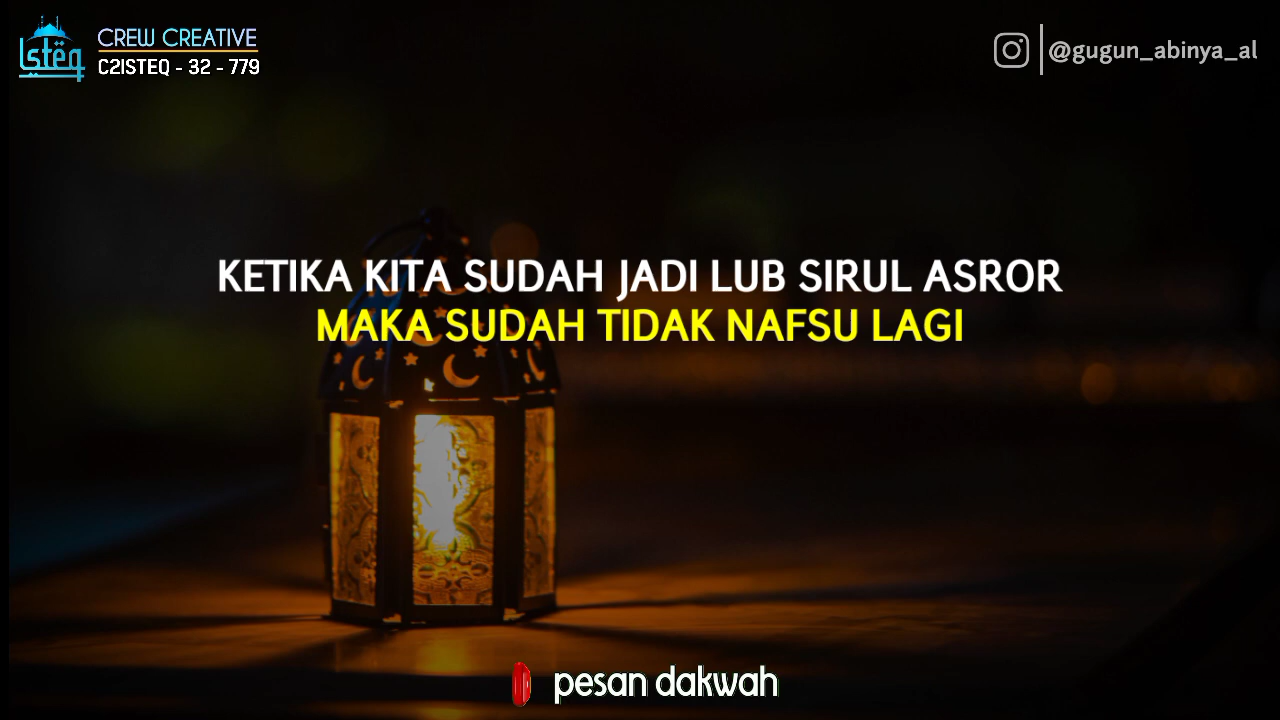 Istëq
CREW CREATIVE
C2ISTEQ - 32 - 779
@gugun_abinya_al
KETIKA KITA SUDAH JADI LUB SIRUL ASROR
MAKA SUDAH TIDAK NAFSU LAGI
pesan dakwah